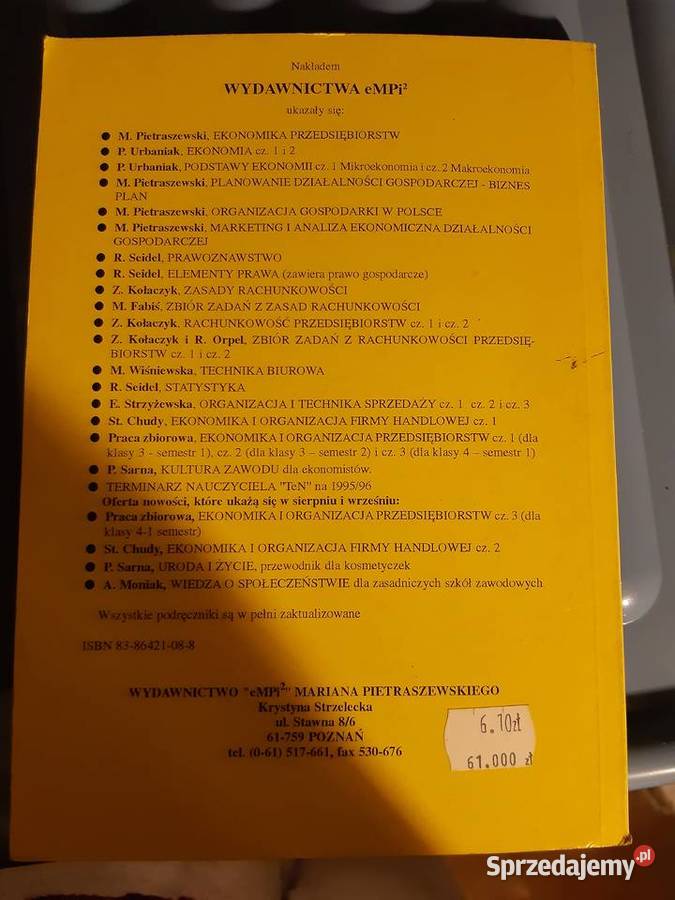 Nakładem
WYDAWNICTWA eMPi²
ukazały się:
● M. Pietraszewski, EKONOMIKA PRZEDSIĘBIORSTW
● P. Urbaniak, EKONOMIA cz. 1 i 2
● P. Urbaniak, PODSTAWY EKONOMII cz. 1 Mikroekonomia i cz. 2 Makroekonomia
● M. Pietraszewski, PLANOWANIE DZIAŁALNOŚCI GOSPODARCZEJ - BIZNES
PLAN
● M. Pietraszewski, ORGANIZACJA GOSPODARKI W POLSCE
● M. Pietraszewski, MARKETING I ANALIZA EKONOMICZNA DZIAŁALNOŚCI
GOSPODARCZEJ
● R. Seidel, PRAWOZNAWSTWO
● R. Seidel, ELEMENTY PRAWA (zawiera prawo gospodarcze)
● Z. Kołaczyk, ZASADY RACHUNKOWOŚCI
● M. Fabiś, ZBIÓR ZADAŃ Z ZASAD RACHUNKOWOŚCI
● Z. Kołaczyk, RACHUNKOWOŚĆ PRZEDSIĘBIORSTW cz. 1 i cz. 2
● Z. Kołaczyk i R. Orpel, ZBIÓR ZADAŃ Z RACHUNKOWOŚCI PRZEDSIĘ-
BIORSTW cz. 1 i cz. 2
● M. Wiśniewska, TECHNIKA BIUROWA
● R. Seidel, STATYSTYKA
● E. Strzyżewska, ORGANIZACJA I TECHNIKA SPRZEDAŻY cz. 1 cz. 2 i cz. 3
● St. Chudy, EKONOMIKA I ORGANIZACJA FIRMY HANDLOWEJ cz. 1
● Praca zbiorowa, EKONOMIKA I ORGANIZACJA PRZEDSIĘBIORSTW cz. 1 (dla
klasy 3 - semestr 1), cz. 2 (dla klasy 3 – semestr 2) i cz. 3 (dla klasy 4 – semestr 1)
● P. Sarna, KULTURA ZAWODU dla ekonomistów.
● TERMINARZ NAUCZYCIELA "TeN" na 1995/96
Oferta nowości, które ukażą się w sierpniu i wrześniu:
● Praca zbiorowa, EKONOMIKA I ORGANIZACJA PRZEDSIĘBIORSTW cz. 3 (dla
klasy 4-1 semestr)
● St. Chudy, EKONOMIKA I ORGANIZACJA FIRMY HANDLOWEJ cz. 2
● P. Sarna, URODA I ŻYCIE, przewodnik dla kosmetyczek
● A. Moniak, WIEDZA O SPOŁECZEŃSTWIE dla zasadniczych szkół zawodowych
Wszystkie podręczniki są w pełni zaktualizowane
ISBN 83-86421-08-8
WYDAWNICTWO "eMPi²" MARIANA PIETRASZEWSKIEGO
Krystyna Strzelecka
ul. Stawna 8/6
61-759 POZNAŃ
tel. (0-61) 517-661, fax 530-676
6.10zł
61.000 zł
Sprzedajemy.pl